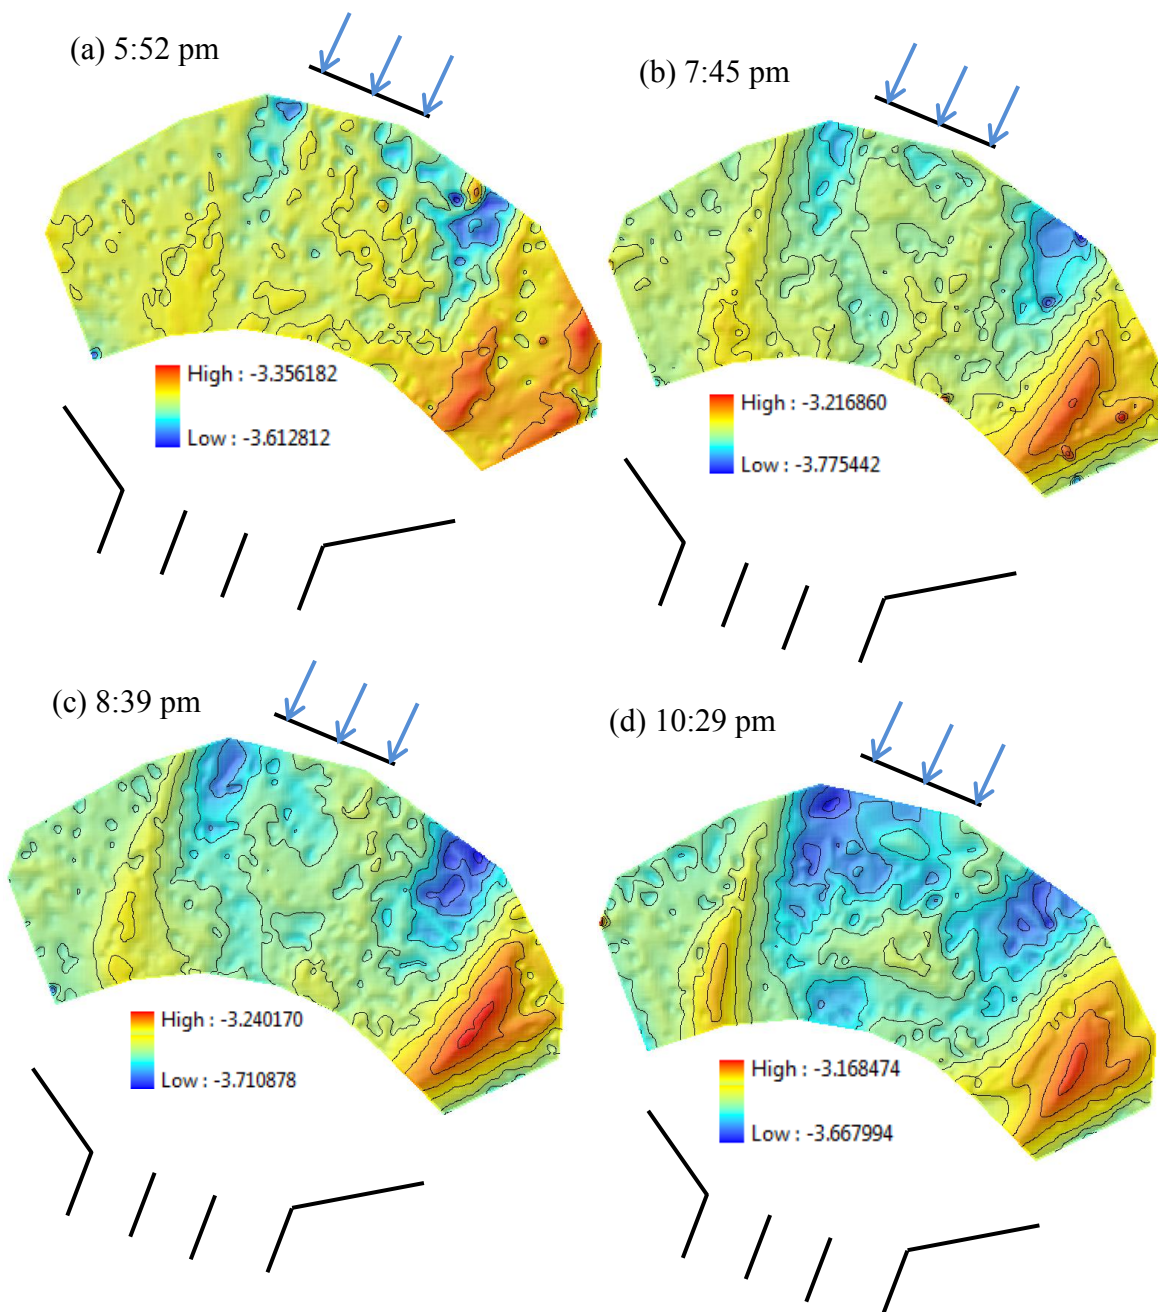 (a) 5:52 pm
High : -3.356182
Low : -3.612812
(b) 7:45 pm
High : -3.216860
Low : -3.775442
(c) 8:39 pm
High : -3.240170
Low : -3.710878
(d) 10:29 pm
High : -3.168474
Low : -3.667994